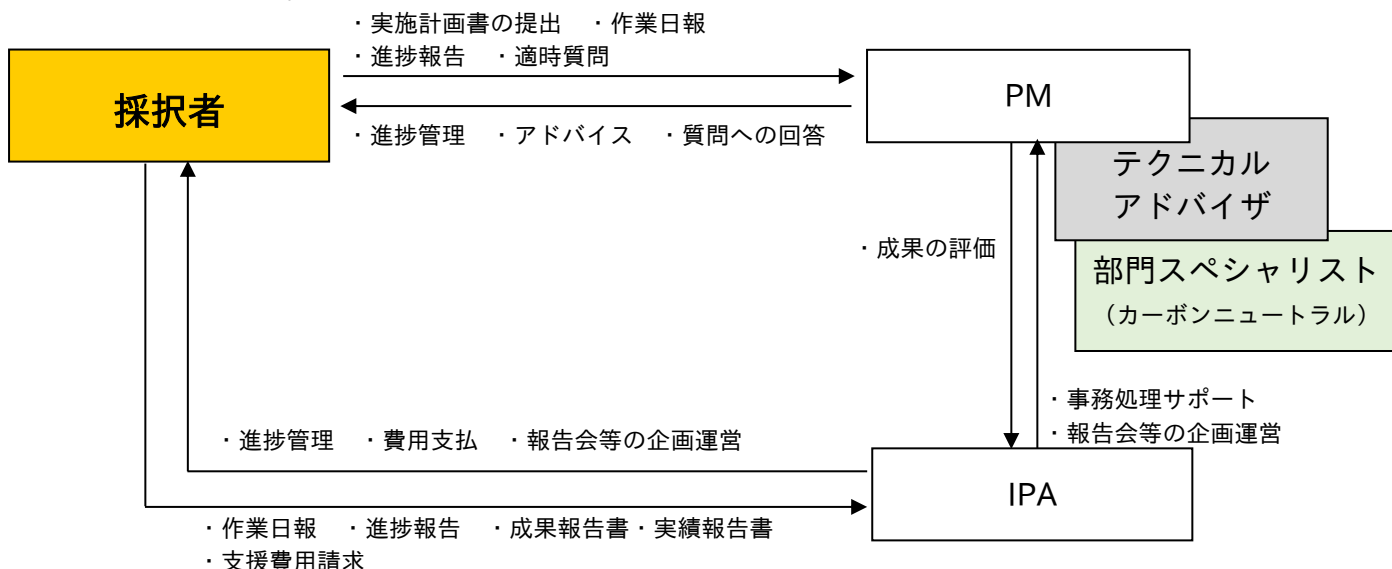 ・実施計画書の提出　・作業日報
・進捗報告　・適時質問
採択者
PM
・進捗管理　・アドバイス　・質問への回答
テクニカル
アドバイザ
・成果の評価
部門スペシャリスト
（カーボンニュートラル）
・事務処理サポート
・報告会等の企画運営
・進捗管理　・費用支払　・報告会等の企画運営
IPA
・作業日報　・進捗報告　・成果報告書・実績報告書
・支援費用請求